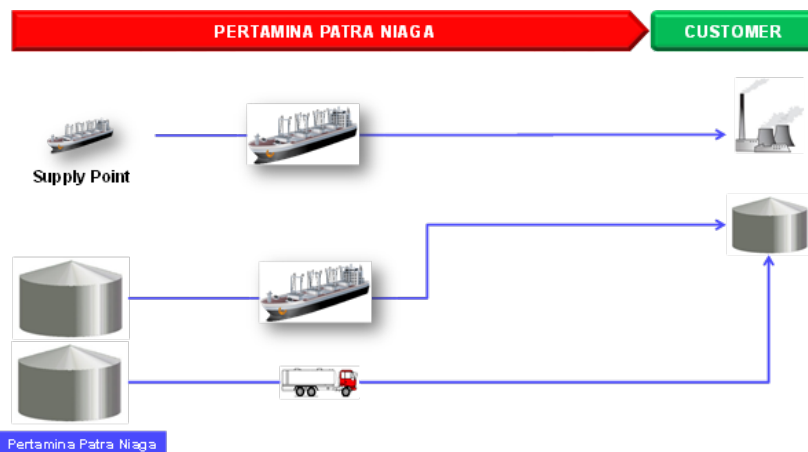 PERTAMINA PATRA NIAGA
CUSTOMER
Supply Point
Pertamina Patra Niaga